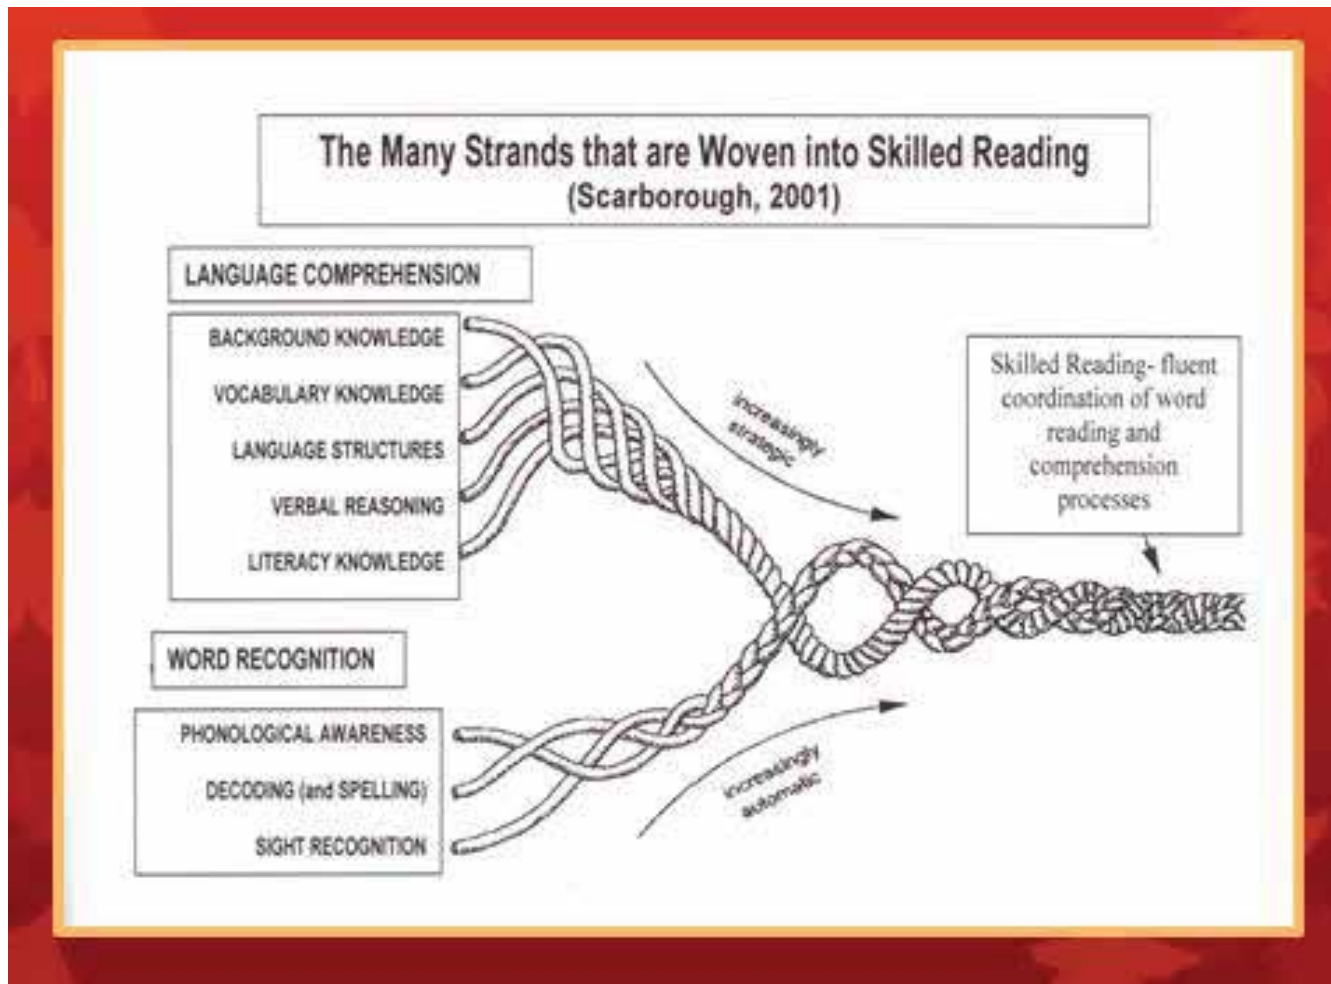 The Many Strands that are Woven into Skilled Reading
(Scarborough, 2001)
LANGUAGE COMPREHENSION
BACKGROUND KNOWLEDGE
VOCABULARY KNOWLEDGE
LANGUAGE STRUCTURES
VERBAL REASONING
LITERACY KNOWLEDGE
increasingly
strategic
Skilled Reading- fluent
coordination of word
reading and
comprehension
processes
WORD RECOGNITION
PHONOLOGICAL AWARENESS
DECODING (and SPELLING)
SIGHT RECOGNITION
increasingly
automatic